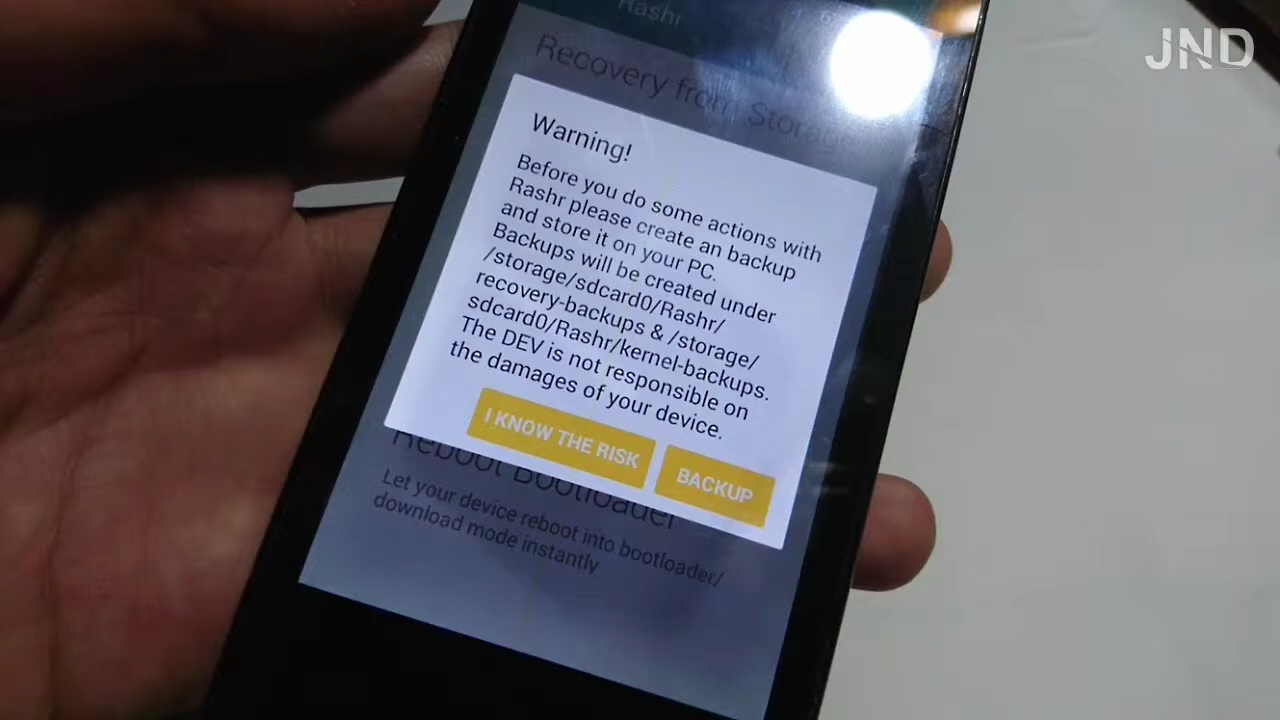 JND
Rashr
Recovery from Storage
Warning!
Before you do some actions with
Rashr please create an backup
and store it on your PC.
Backups will be created under
/storage/sdcard0/Rashr/
recovery-backups & /storage/
sdcard0/Rashr/kernel-backups.
The DEV is not responsible on
the damages of your device.
I KNOW THE RISK
BACKUP
Reboot Bootloader
Let your device reboot into bootloader/
download mode instantly